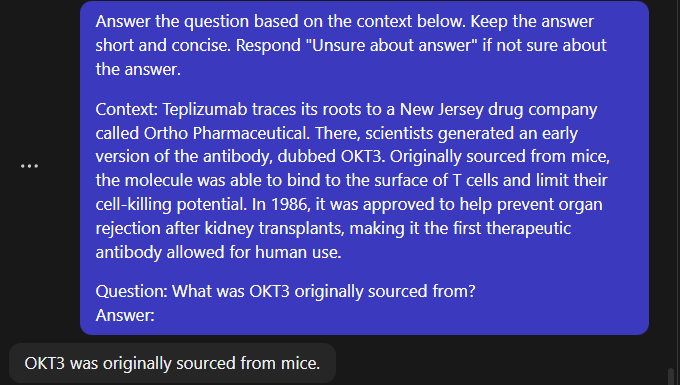 Answer the question based on the context below. Keep the answer
short and concise. Respond "Unsure about answer" if not sure about
the answer.
Context: Teplizumab traces its roots to a New Jersey drug company
called Ortho Pharmaceutical. There, scientists generated an early
version of the antibody, dubbed OKT3. Originally sourced from mice,
the molecule was able to bind to the surface of T cells and limit their
cell-killing potential. In 1986, it was approved to help prevent organ
rejection after kidney transplants, making it the first therapeutic
antibody allowed for human use.
Question: What was OKT3 originally sourced from?
Answer:
OKT3 was originally sourced from mice.